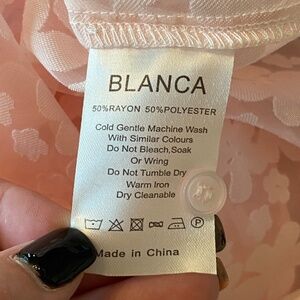 BLANCA
50%RAYON 50%POLYESTER
Cold Gentle Machine Wash
With Similar Colours
Do Not Bleach,Soak
Or Wring
Do Not Tumble Dry
Warm Iron
Dry Cleanable
Made in China